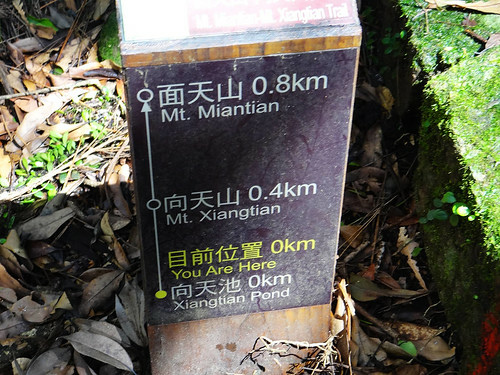 Mt. Miantian-Mt. Xiangtian Trail
面天山 0.8km
Mt. Miantian
向天山 0.4km
Mt. Xiangtian
目前位置 0km
You Are Here
向天池 0km
Xiangtian Pond